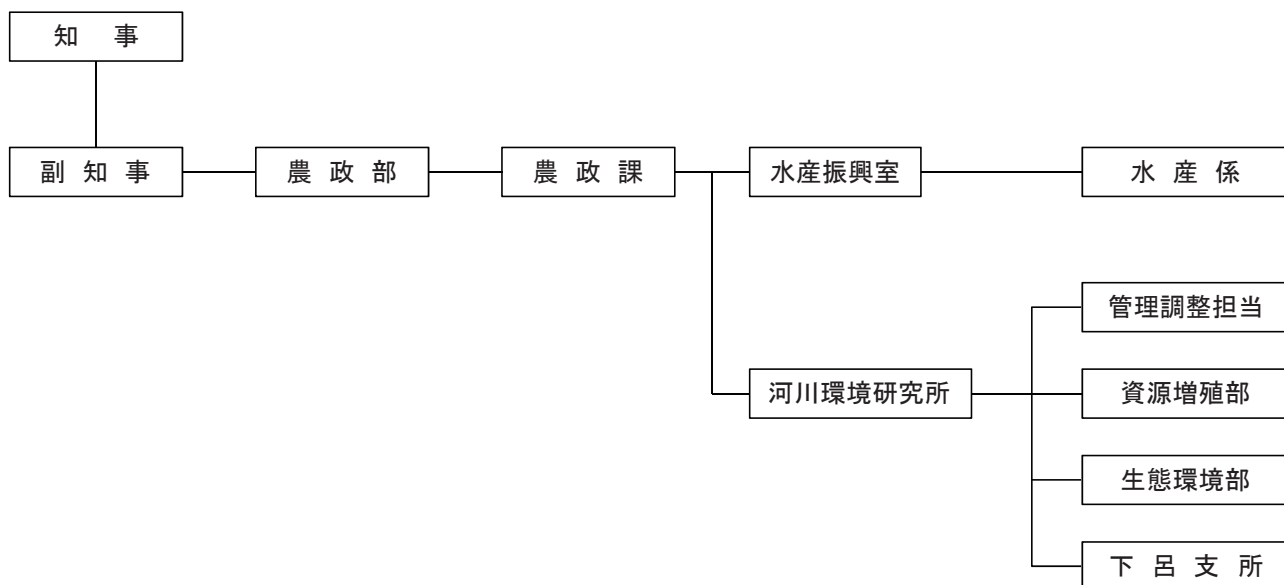 知事
副知事
農政部
農政課
水産振興室
水産係
河川環境研究所
管理調整担当
資源増殖部
生態環境部
下呂支所